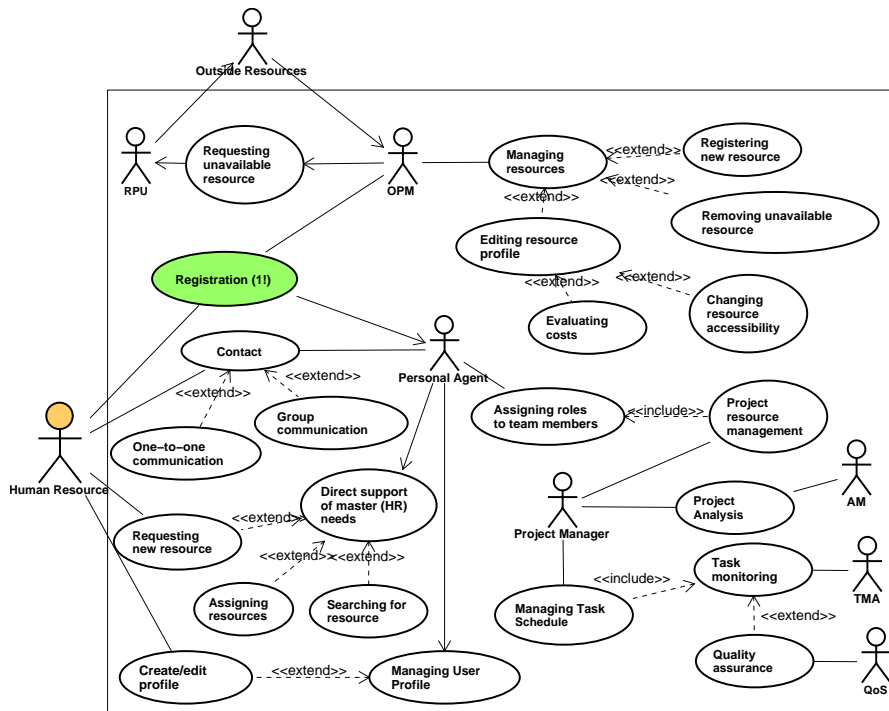 Outside Resources
RPU
Requesting
unavailable
resource
OPM
Managing
resources
<<extend>>
Registering
new resource
<<extend>>
Removing unavailable
resource
<<extend>>
Editing resource
profile
<<extend>>
<<extend>>
Changing
resource
accessibility
Evaluating
costs
Registration (1!)
Contact
Personal Agent
<<extend>>
<<extend>>
Group
communication
One−to−one
communication
Human Resource
Assigning roles
to team members
<<include>>
Project
resource
management
Direct support
of master (HR)
needs
Requesting
new resource
<<extend>>
<<extend>>
<<extend>>
Project Manager
Project
Analysis
AM
Assigning
resources
Searching for
resource
Managing Task
Schedule
<<include>>
Task
monitoring
TMA
<<extend>>
Quality
assurance
QoS
Create/edit
profile
<<extend>>
Managing User
Profile